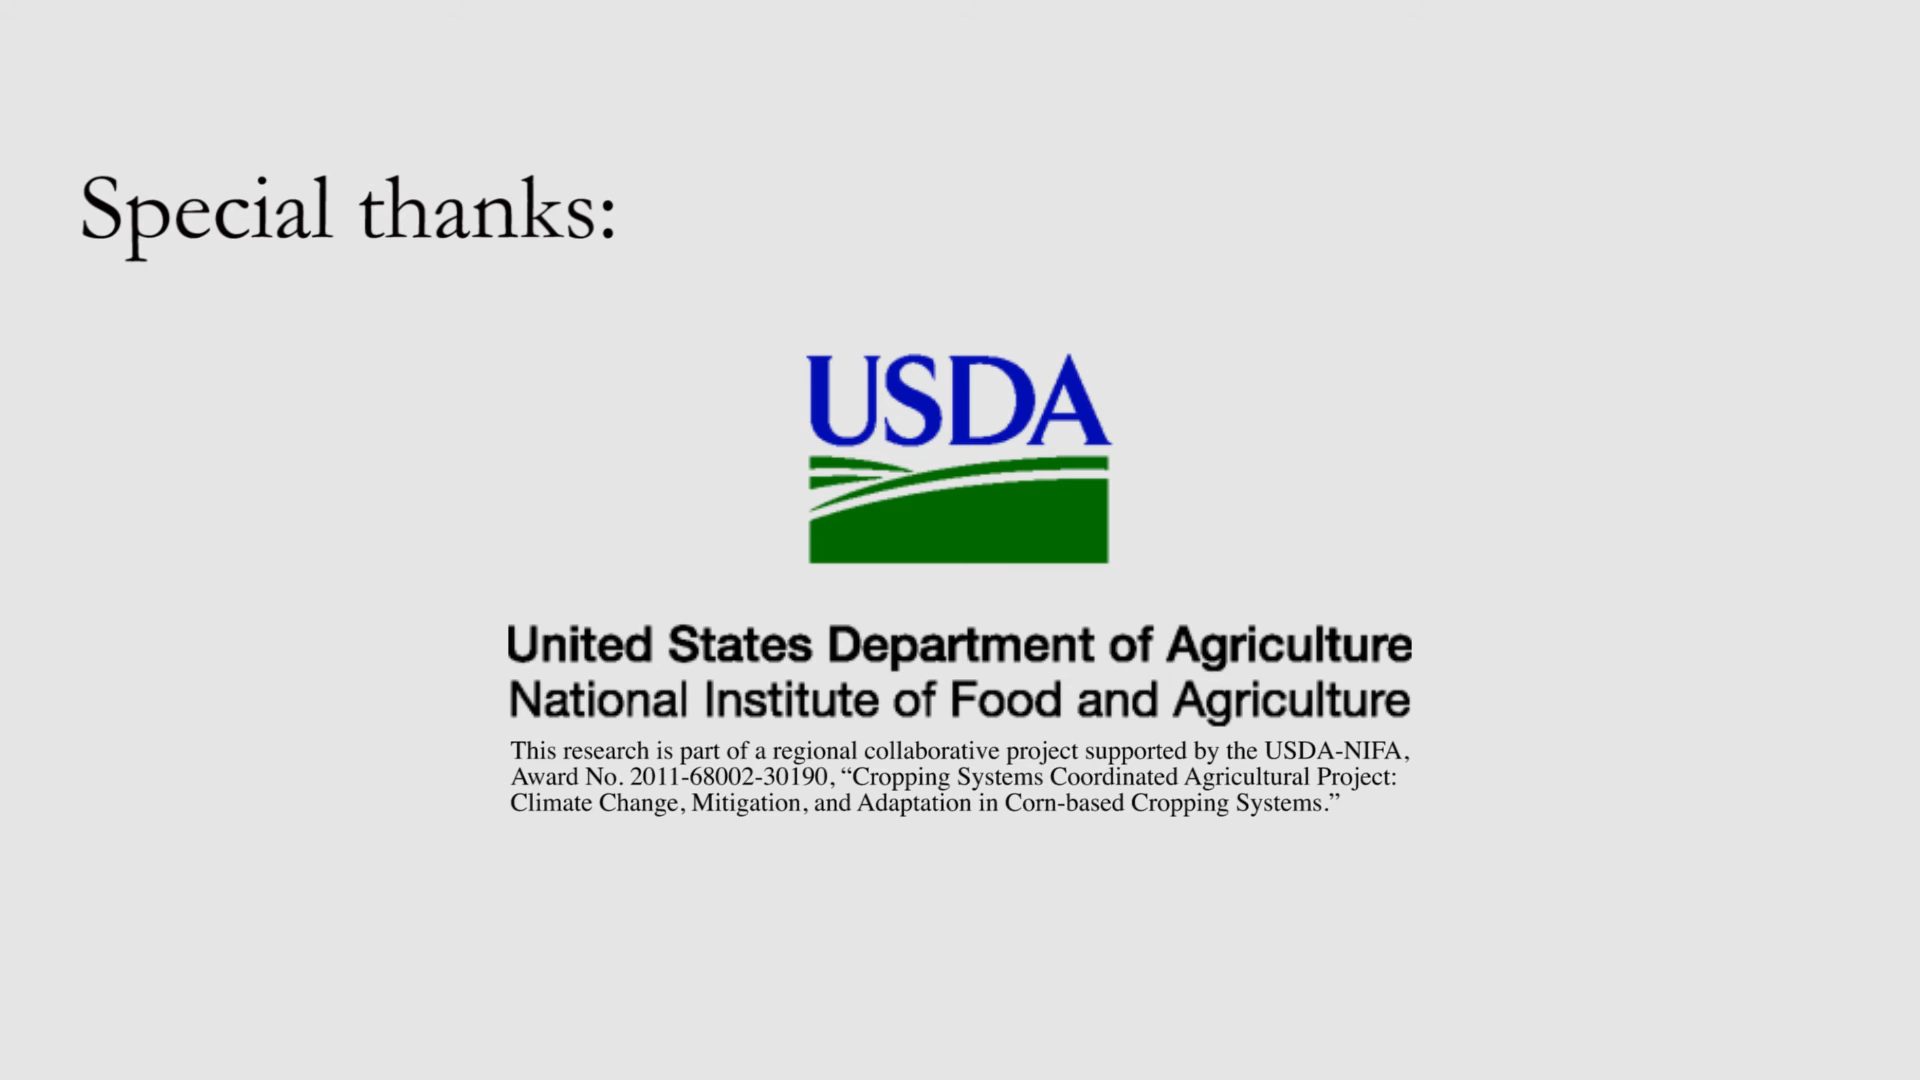 Special thanks:
USDA
United States Department of Agriculture
National Institute of Food and Agriculture
This research is part of a regional collaborative project supported by the USDA-NIFA,
Award No. 2011-68002-30190, “Cropping Systems Coordinated Agricultural Project:
Climate Change, Mitigation, and Adaptation in Corn-based Cropping Systems.”